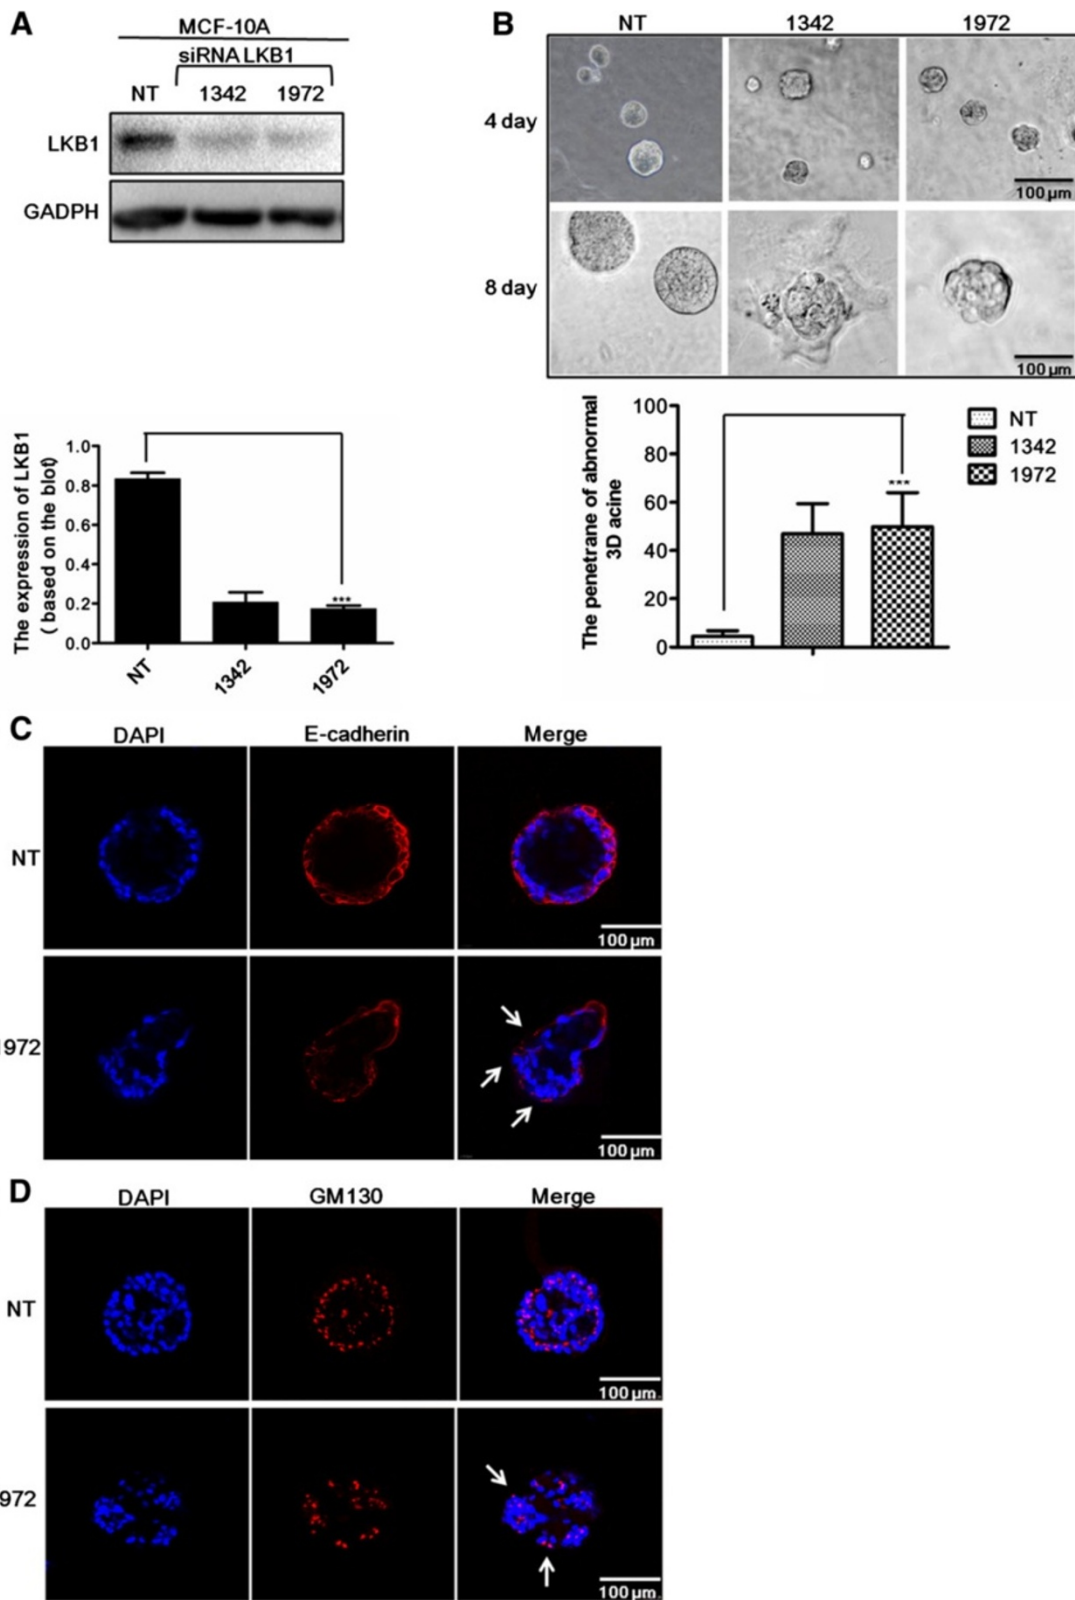 A
MCF-10A
siRNA LKB1
NT 1342 1972
LKB1
GADPH
The expression of LKB1
( based on the blot)
1.0
0.8
0.6
0.4
0.2
0.0
***
NT 1342 1972
B
NT 1342 1972
4 day
100 µm
8 day
100 µm
The penetrane of abnormal
3D acine
100
80
60
40
20
0
***
NT
1342
1972
C
DAPI E-cadherin Merge
NT
100 µm
1972
100 µm
D
DAPI GM130 Merge
NT
100 µm
972
100 µm